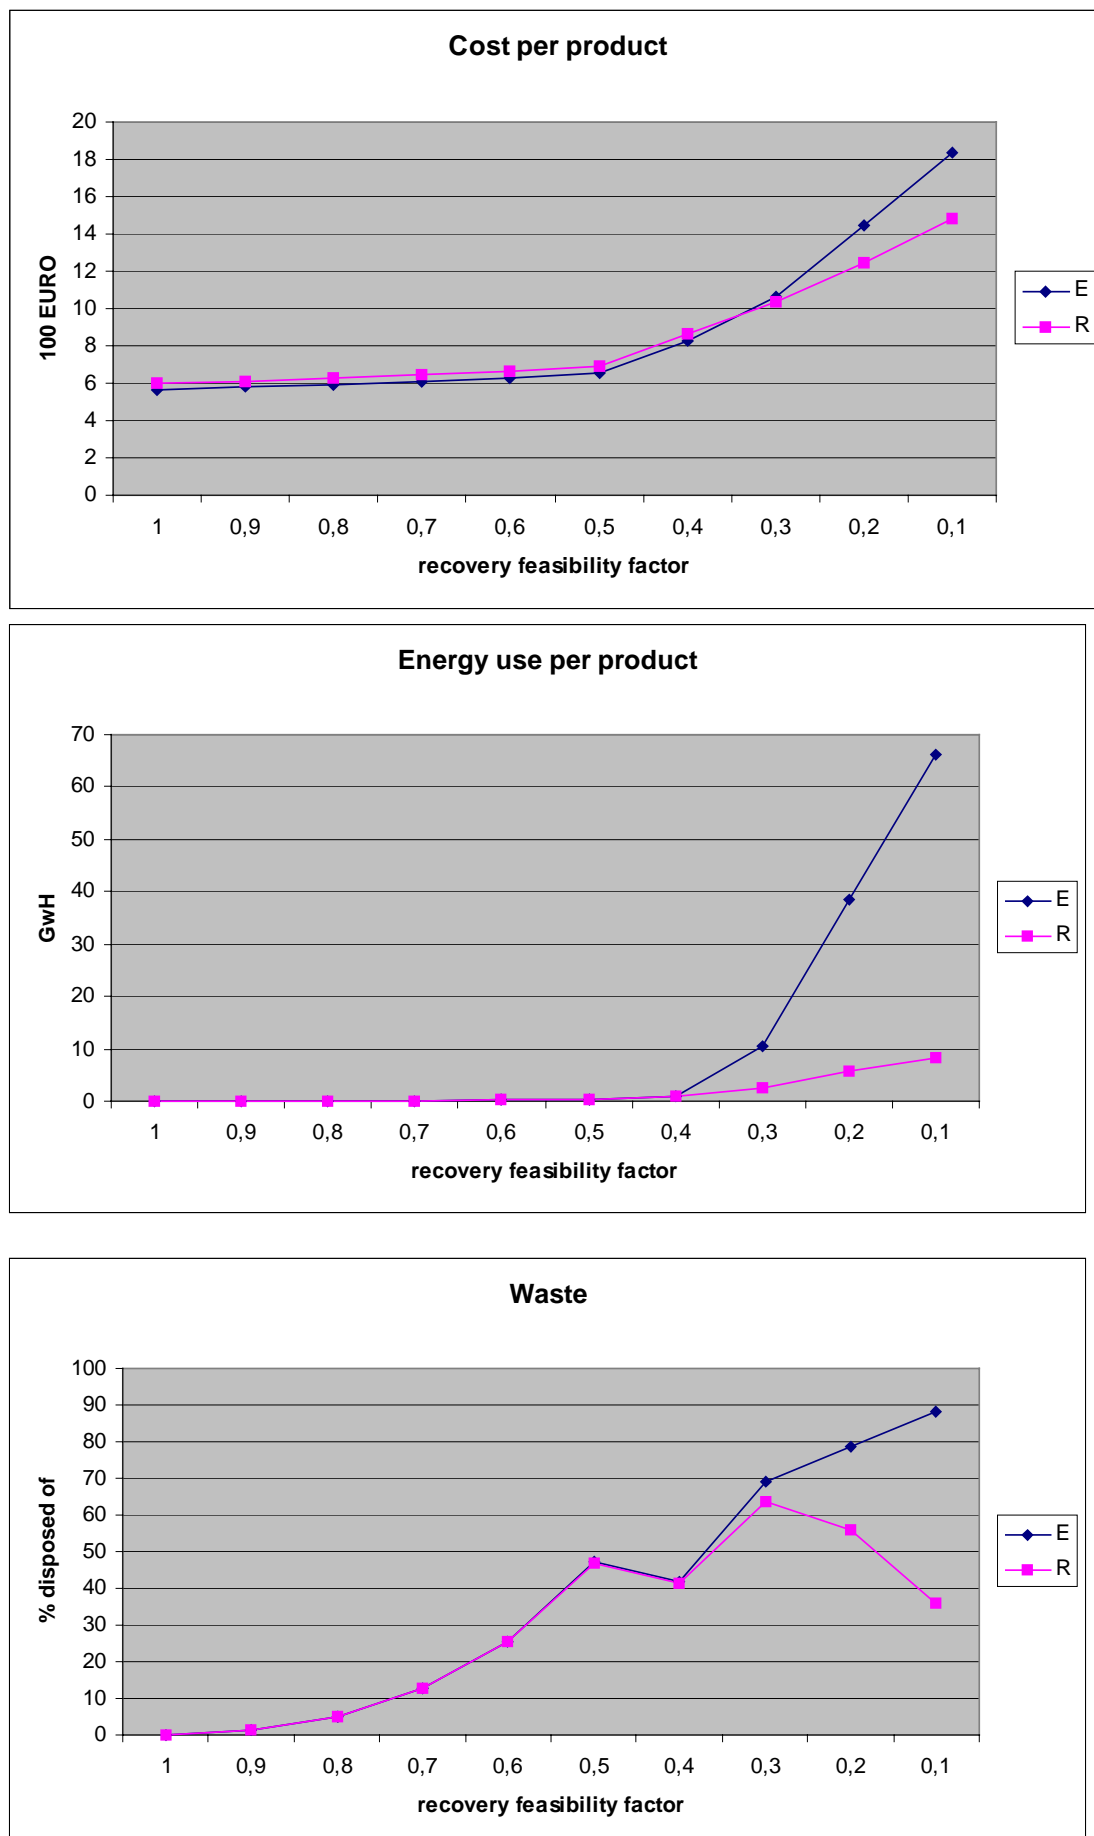 Cost per product
20
18
16
14
12
10
8
6
4
2
0
100 EURO
1 0,9 0,8 0,7 0,6 0,5 0,4 0,3 0,2 0,1
recovery feasibility factor
E
R
Energy use per product
70
60
50
40
30
20
10
0
GwH
1 0,9 0,8 0,7 0,6 0,5 0,4 0,3 0,2 0,1
recovery feasibility factor
E
R
Waste
100
90
80
70
60
50
40
30
20
10
0
% disposed of
1 0,9 0,8 0,7 0,6 0,5 0,4 0,3 0,2 0,1
recovery feasibility factor
E
R